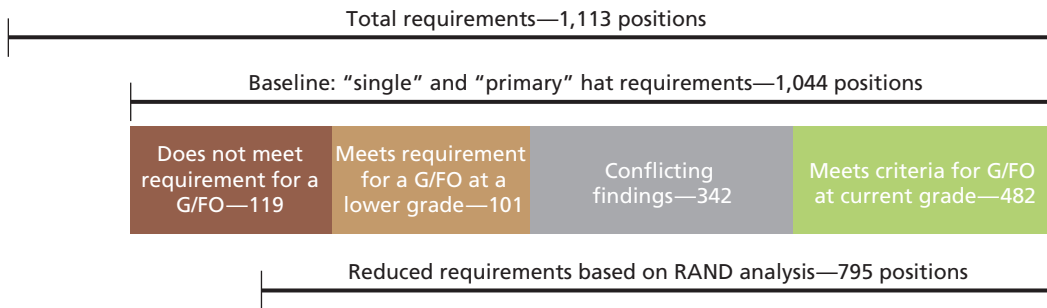 Total requirements—1,113 positions
Baseline: “single” and “primary” hat requirements—1,044 positions
Does not meet
requirement for a
G/FO—119
Meets requirement
for a G/FO at a
lower grade—101
Conflicting
findings—342
Meets criteria for G/FO
at current grade—482
Reduced requirements based on RAND analysis—795 positions